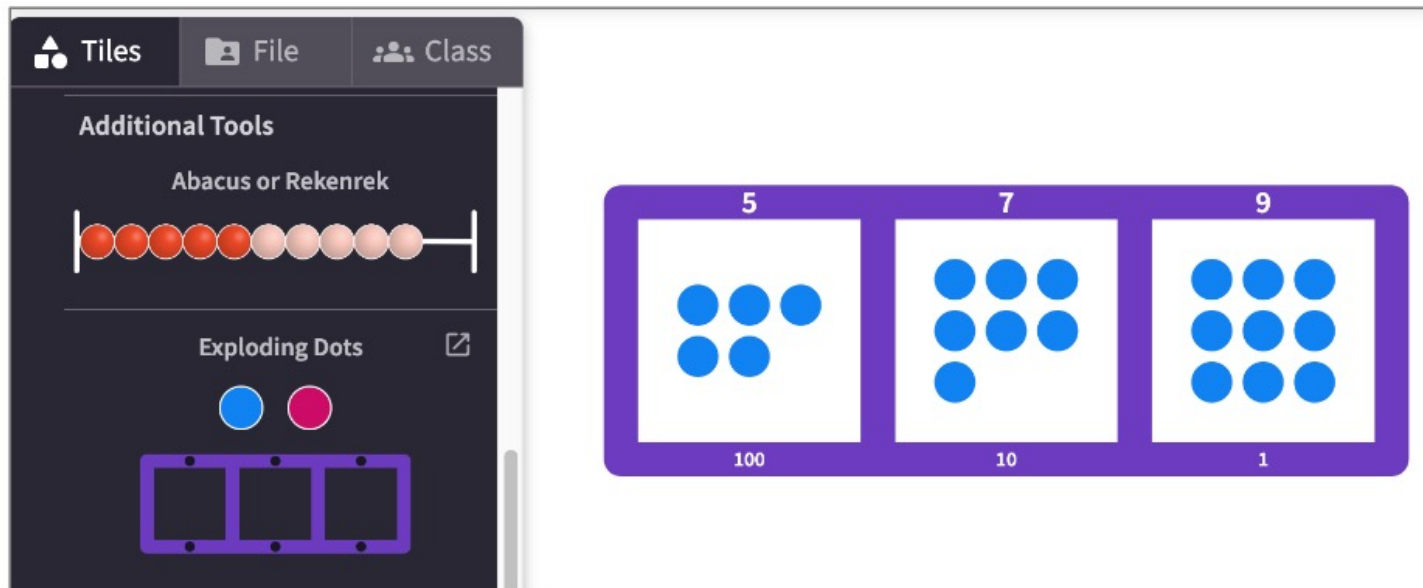 Tiles File Class
Additional Tools
Abacus or Rekenrek
Exploding Dots
5 7 9
100 10 1